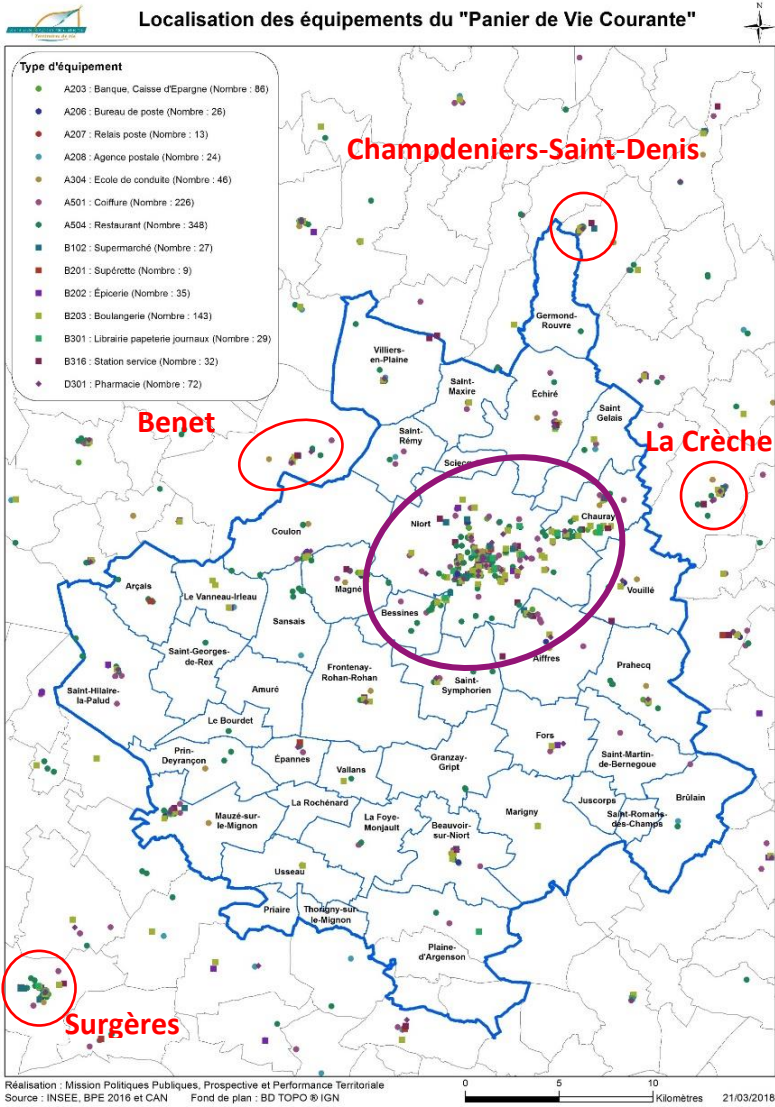 Territoires de vie
Localisation des équipements du "Panier de Vie Courante"
N
Type d'équipement
A203 : Banque, Caisse d'Epargne (Nombre : 86)
A206 : Bureau de poste (Nombre : 26)
A207 : Relais poste (Nombre : 13)
A208 : Agence postale (Nombre : 24)
A304 : Ecole de conduite (Nombre : 46)
A501 : Coiffure (Nombre : 226)
A504 : Restaurant (Nombre : 348)
B102 : Supermarché (Nombre : 27)
B201 : Supérette (Nombre : 9)
B202 : Épicerie (Nombre : 35)
B203 : Boulangerie (Nombre : 143)
B301 : Librairie papeterie journaux (Nombre : 29)
B316 : Station service (Nombre : 32)
D301 : Pharmacie (Nombre : 72)
Champdeniers-Saint-Denis
Germond-
Rouvre
Villiers-
en-Plaine
Saint-
Maxire
Échiré
Saint
Gelais
Benet
Saint-
Rémy
Sciecq
La Crèche
Coulon
Niort
Chauray
Arçais
Le Vanneau-Irleau
Magné
Bessines
Vouillé
Sansais
Saint-Georges-
de-Rex
Frontenay-
Rohan-Rohan
Aiffres
Prahecq
Saint-Hilaire-
la-Palud
Amuré
Saint-
Symphorien
Le Bourdet
Prin-
Deyrançon
Épannes
Vallans
Granzay-
Gript
Fors
Saint-Martin-
de-Bernegoue
La Rochénard
Mauzé-sur-
le-Mignon
La Foye-
Monjault
Beauvoir-
sur-Niort
Marigny
Juscorps
Saint-Romans-
des-Champs
Brûlain
Usseau
Priaire
Thorigny-sur-
le-Mignon
Plaine-
d'Argenson
Surgères
Réalisation : Mission Politiques Publiques, Prospective et Performance Territoriale
Source : INSEE, BPE 2016 et CAN Fond de plan : BD TOPO ® IGN
0 5 10
Kilomètres
21/03/2018